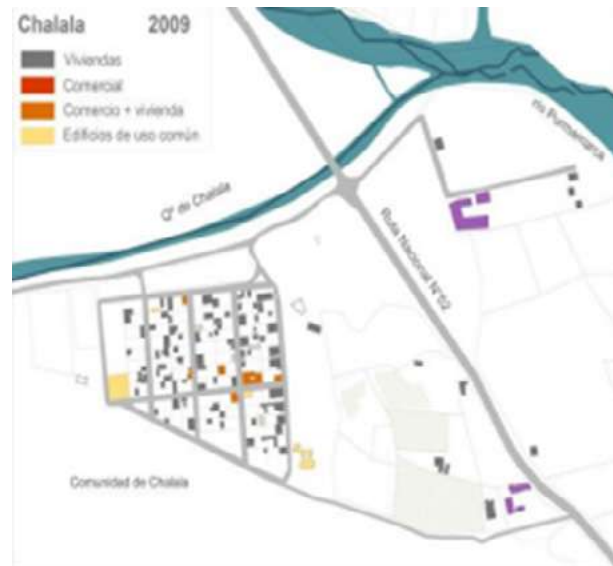 Chalala 2009
Viviendas
Comercial
Comercio + vivienda
Edificios de uso común
río Purmamarca
Qº de Chalala
Ruta Nacional Nº52
Comunidad de Chalala